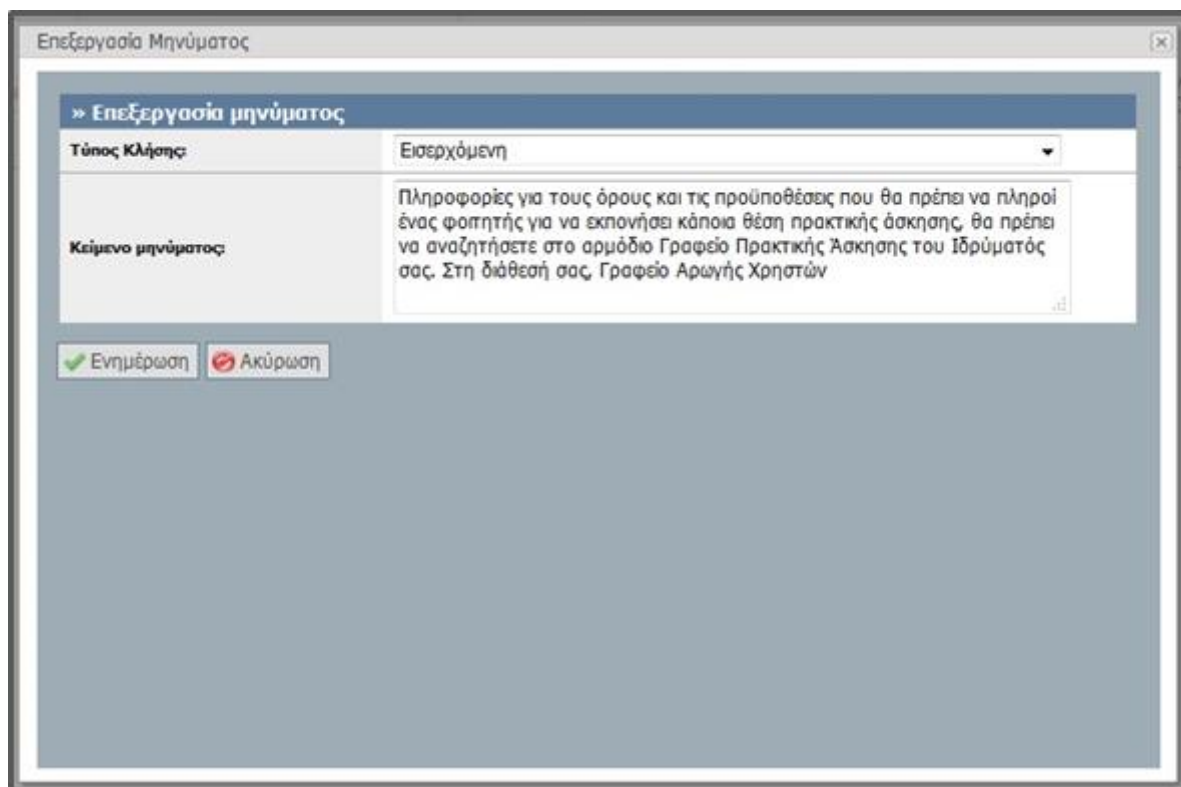 Επεξεργασία Μηνύματος
» Επεξεργασία μηνύματος
Τύπος Κλήσης:
Εισερχόμενη
Κείμενο μηνύματος:
Πληροφορίες για τους όρους και τις προϋποθέσεις που θα πρέπει να πληροί
ένας φοιτητής για να εκπονήσει κάποια θέση πρακτικής άσκησης, θα πρέπει
να αναζητήσετε στο αρμόδιο Γραφείο Πρακτικής Άσκησης του Ιδρύματός
σας. Στη διάθεσή σας, Γραφείο Αρωγής Χρηστών
Ενημέρωση
Ακύρωση